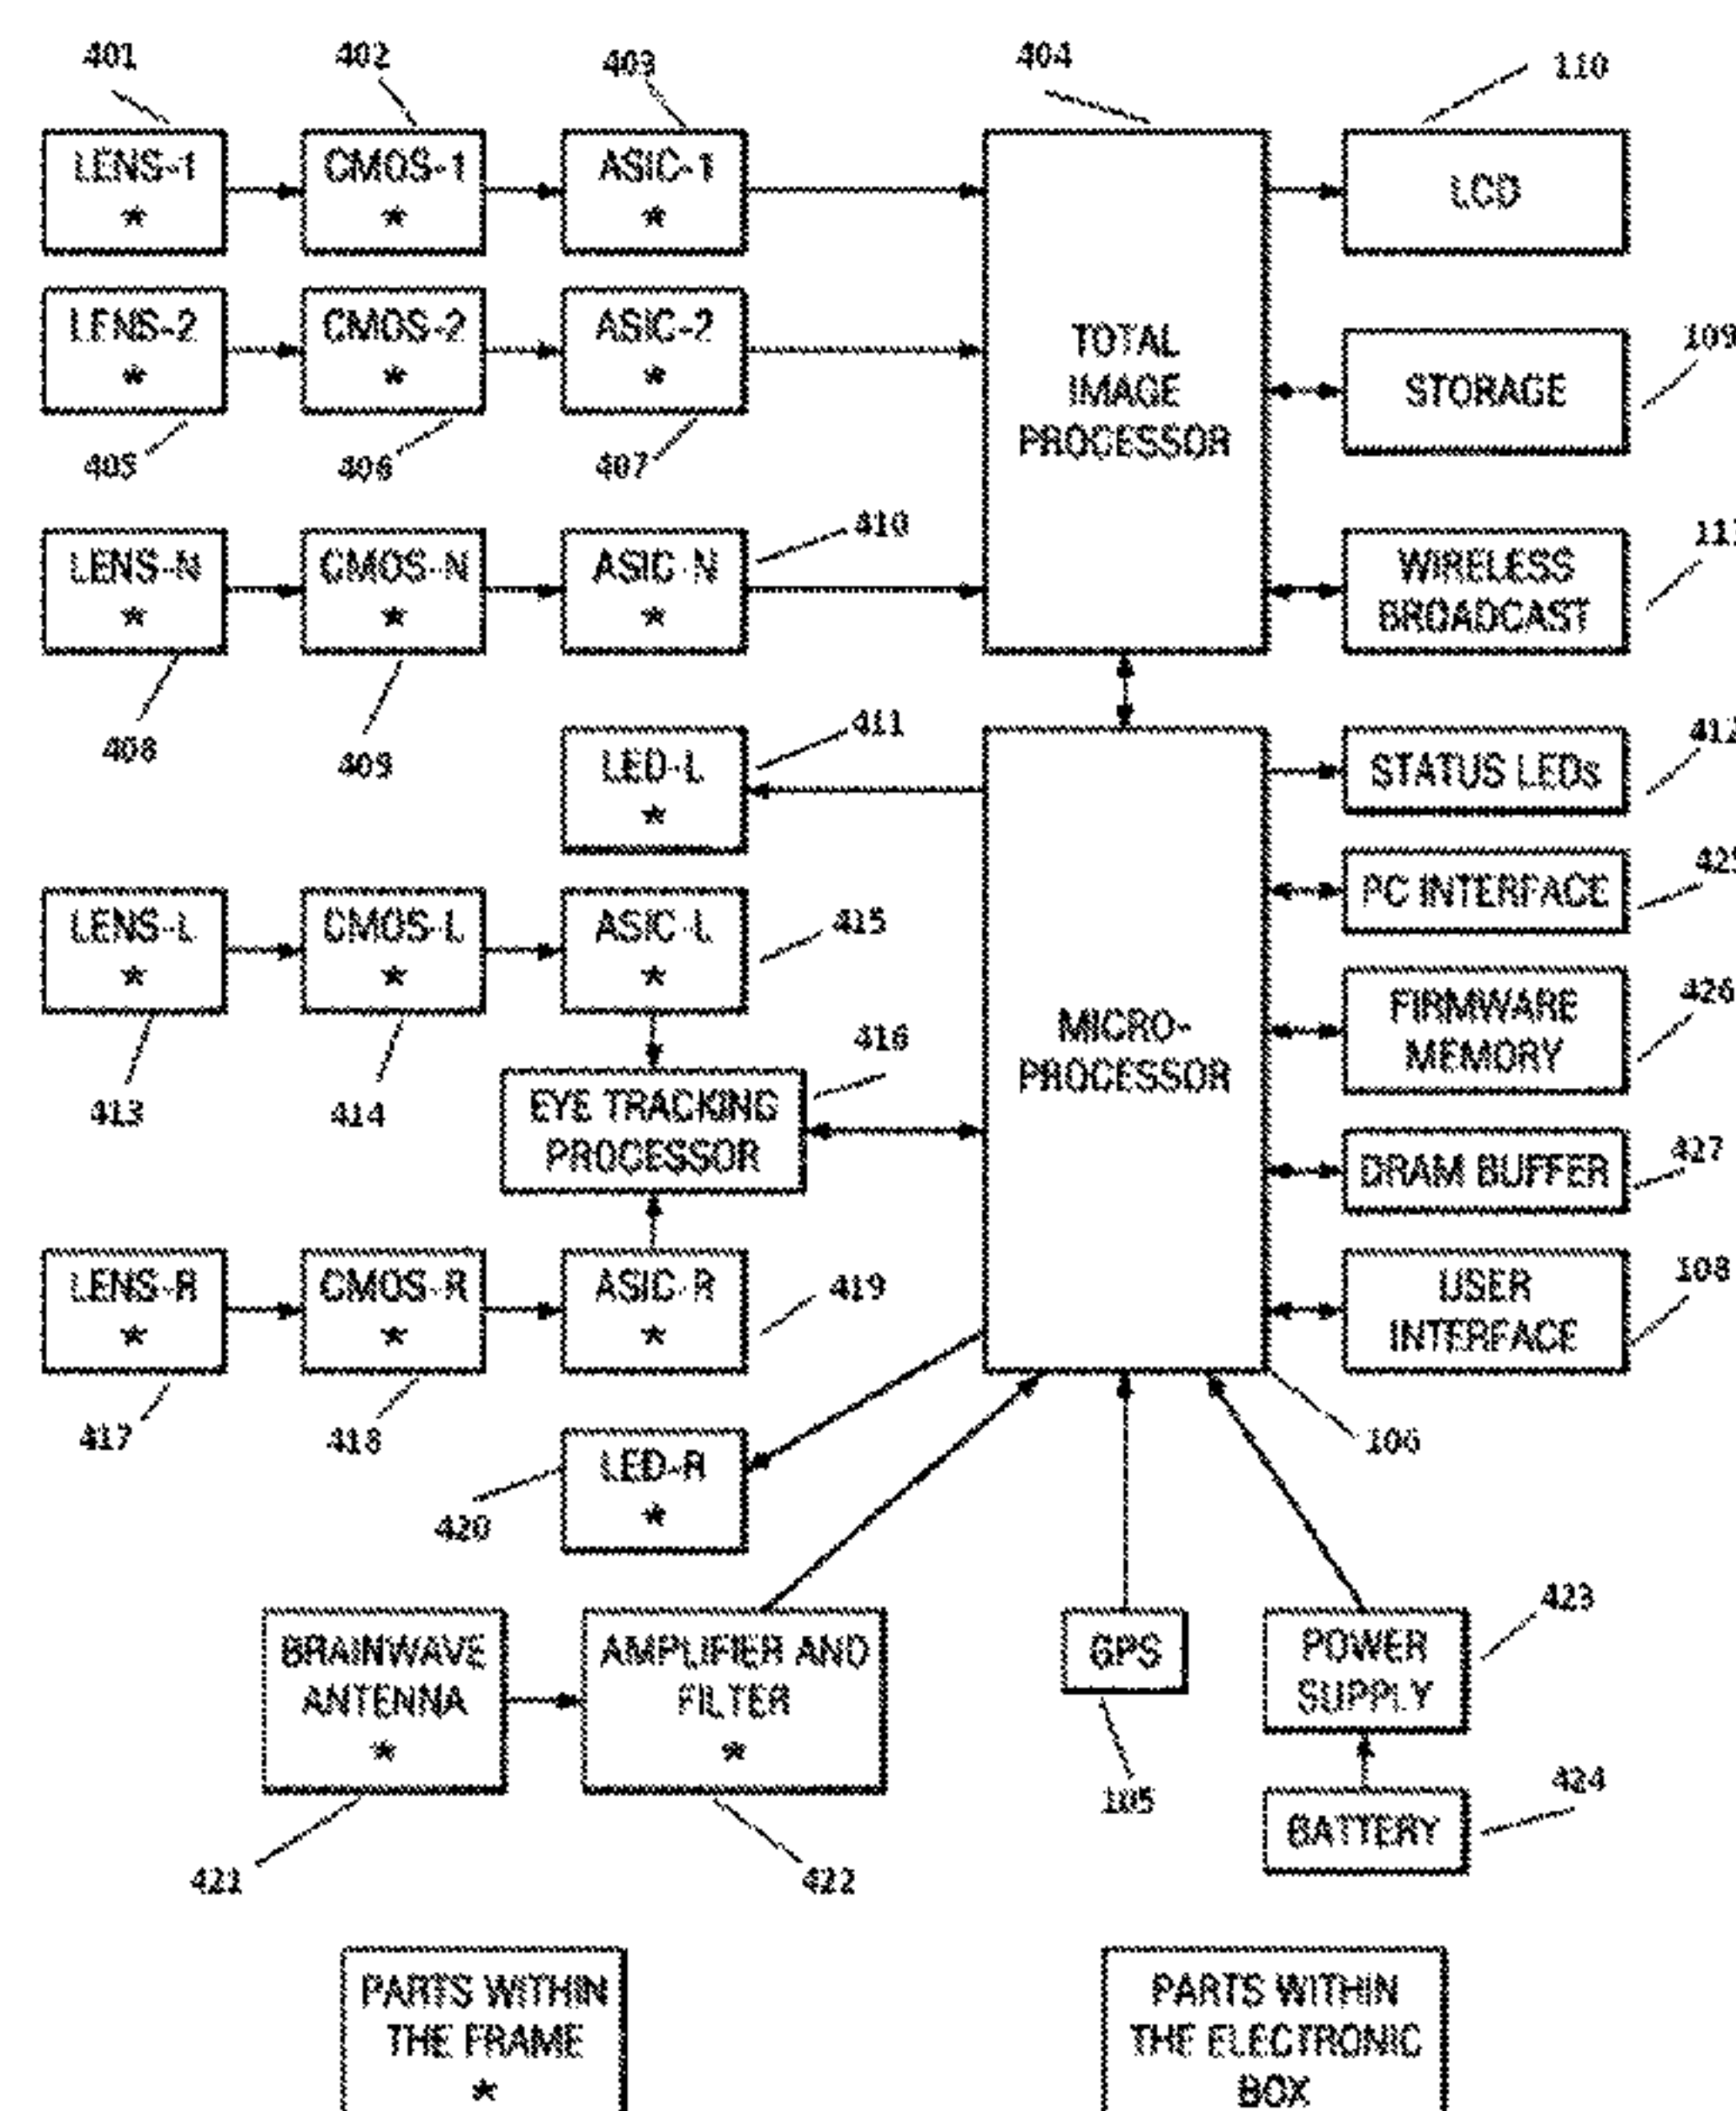 401
402
403
404
110
LENS-1
*
CMOS-1
*
ASIC-1
*
LCD
LENS-2
*
CMOS-2
*
ASIC-2
*
TOTAL
IMAGE
PROCESSOR
109
STORAGE
405
406
407
LENS-N
*
CMOS-N
*
ASIC-N
*
410
WIRELESS
BROADCAST
408
409
411
LED-L
*
412
STATUS LEDs
PC INTERFACE
LENS-L
*
CMOS-L
*
ASIC-L
*
415
MICRO-
PROCESSOR
426
FIRMWARE
MEMORY
413
414
416
EYE TRACKING
PROCESSOR
427
DRAM BUFFER
LENS-R
*
CMOS-R
*
ASIC-R
*
419
108
USER
INTERFACE
417
418
106
LED-R
*
420
BRAINWAVE
ANTENNA
*
AMPLIFIER AND
FILTER
*
GPS
423
POWER
SUPPLY
105
424
BATTERY
421
422
PARTS WITHIN
THE FRAME
*
PARTS WITHIN
THE ELECTRONIC
BOX